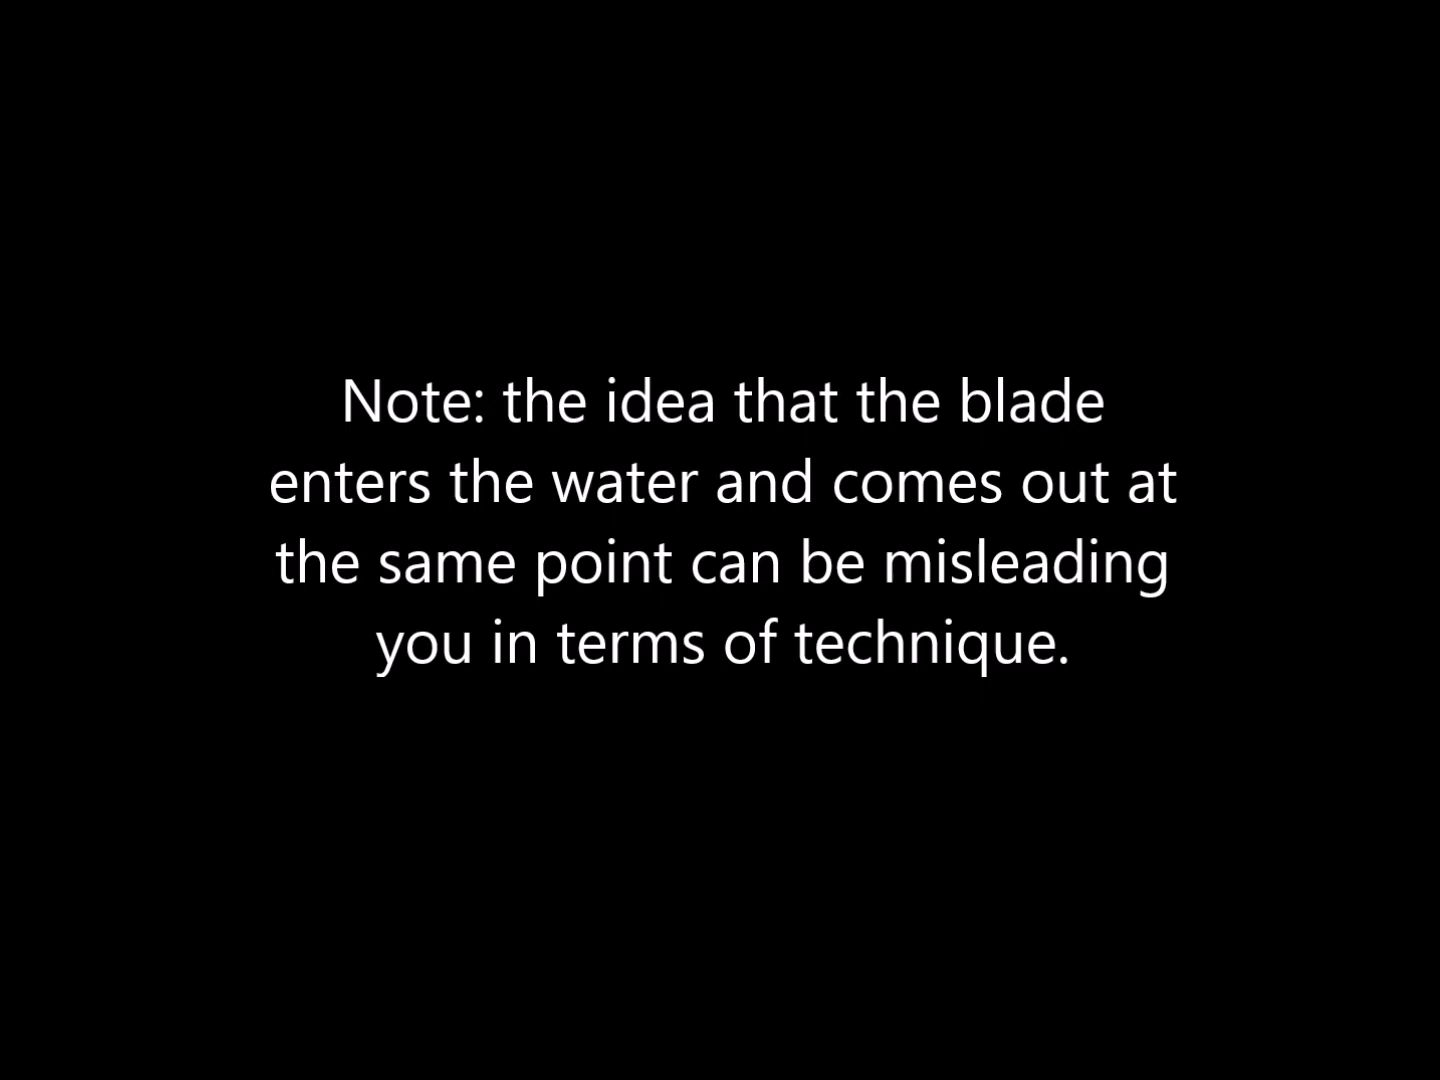 Note: the idea that the blade
enters the water and comes out at
the same point can be misleading
you in terms of technique.